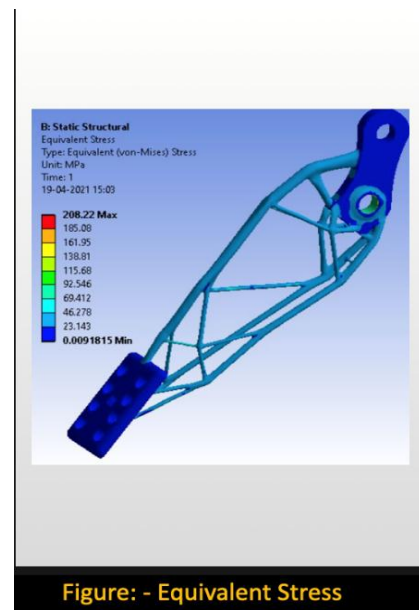 B: Static Structural
Equivalent Stress
Type: Equivalent (von-Mises) Stress
Unit: MPa
Time: 1
19-04-2021 15:03
208.22 Max
185.08
161.95
138.81
115.68
92.546
69.412
46.278
23.143
0.0091815 Min
Figure: - Equivalent Stress